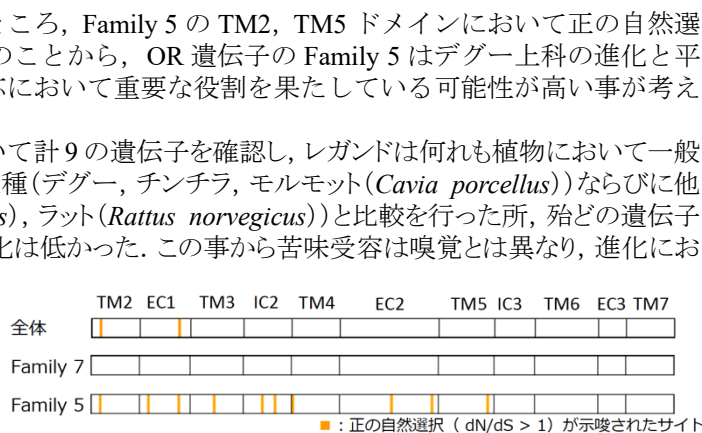 ところ, Family 5 の TM2, TM5 ドメインにおいて正の自然選
のことから, OR 遺伝子の Family 5 はデグー上科の進化と平
において重要な役割を果たしている可能性が高い事が考え
いて計 9 の遺伝子を確認し, レガンドは何れも植物において一般
種(デグー, チンチラ, モルモット(Cavia porcellus))ならびに他
s), ラット(Rattus norvegicus))と比較を行った所, 殆どの遺伝子
化は低かった. この事から苦味受容は嗅覚とは異なり, 進化にお
TM2 EC1 TM3 IC2 TM4 EC2 TM5 IC3 TM6 EC3 TM7
全体
Family 7
Family 5
■ : 正の自然選択 ( dN/dS > 1) が示唆されたサイト